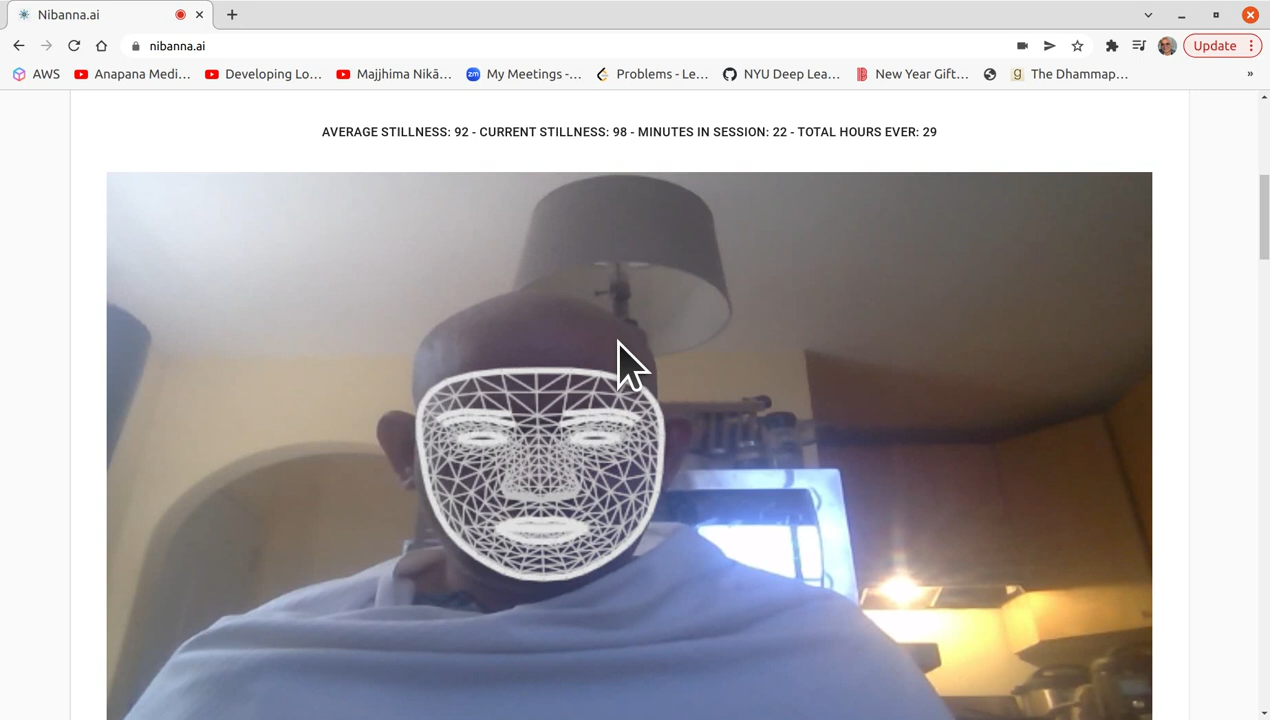 Nibanna.ai
nibanna.ai
Update
AWS
Anapana Medi...
Developing Lo...
Majjhima Nikā...
zm My Meetings -...
Problems - Le...
NYU Deep Lea...
New Year Gift...
g The Dhammap...
»
AVERAGE STILLNESS: 92 - CURRENT STILLNESS: 98 - MINUTES IN SESSION: 22 - TOTAL HOURS EVER: 29